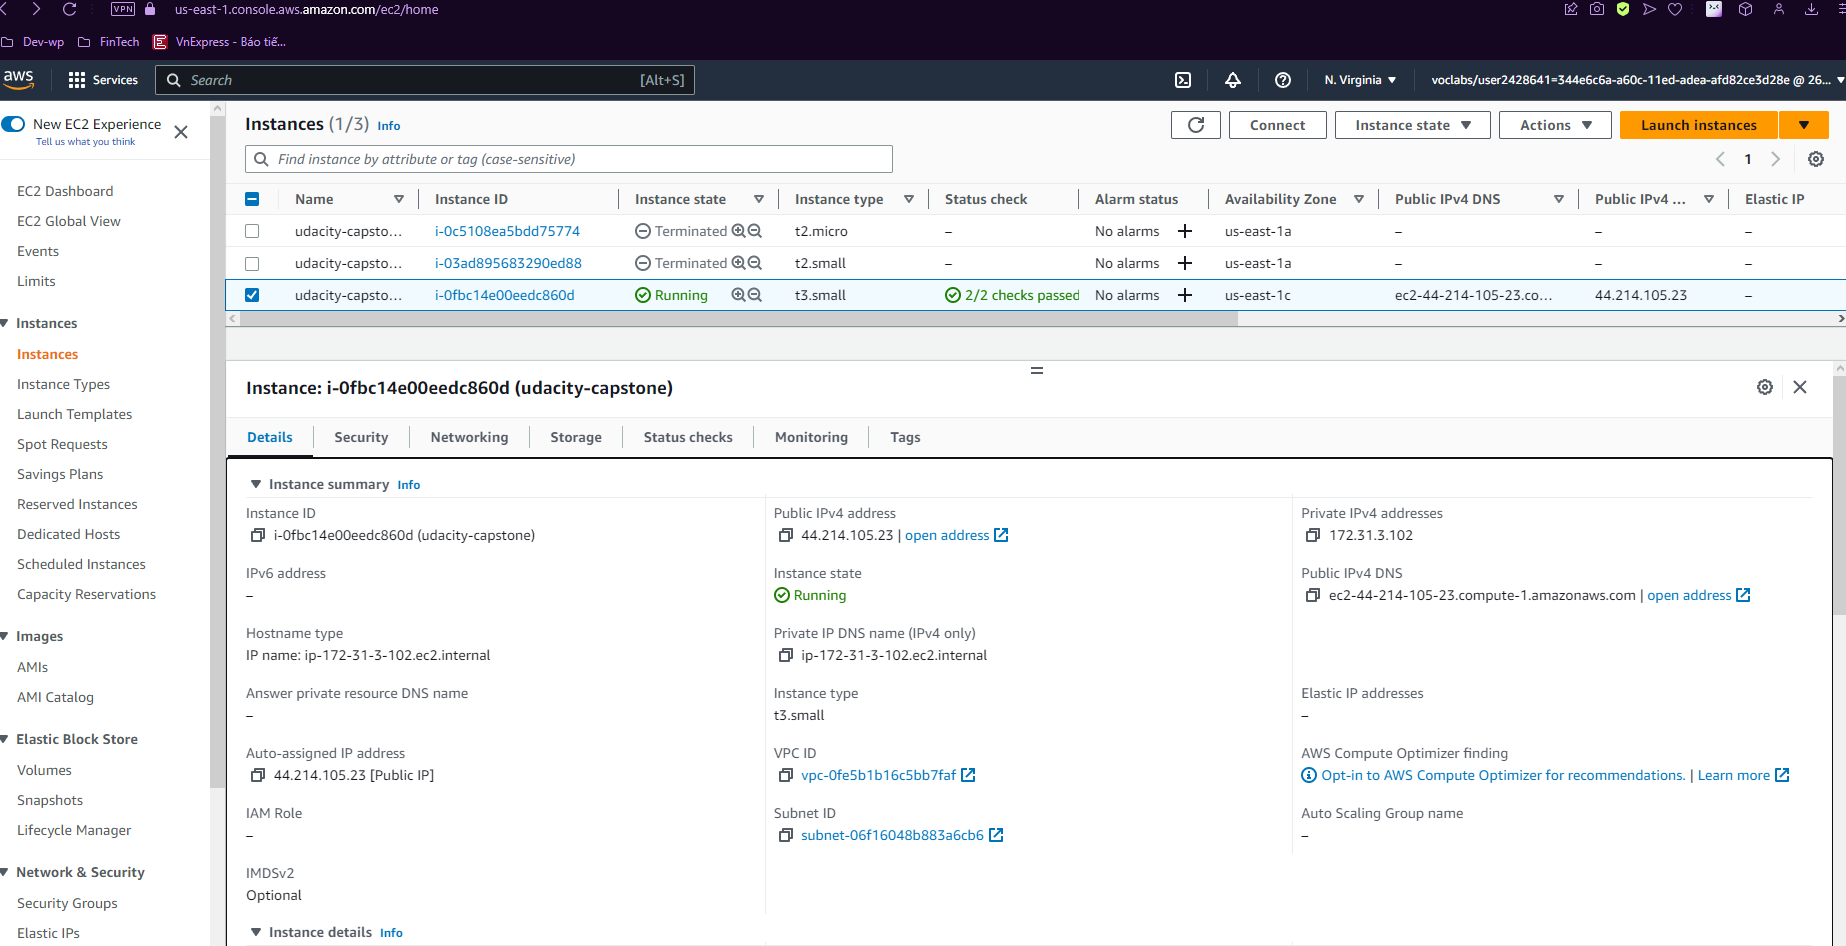 VPN us-east-1.console.aws.amazon.com/ec2/home
Dev-wp FinTech E VnExpress - Báo tiế...
aws Services Search [Alt+S] N. Virginia voclabs/user2428641=344e6c6a-a60c-11ed-adea-afd82ce3d28e @ 26...
New EC2 Experience
Tell us what you think
EC2 Dashboard
EC2 Global View
Events
Limits
Instances
Instances
Instance Types
Launch Templates
Spot Requests
Savings Plans
Reserved Instances
Dedicated Hosts
Scheduled Instances
Capacity Reservations
Images
AMIs
AMI Catalog
Elastic Block Store
Volumes
Snapshots
Lifecycle Manager
Network & Security
Security Groups
Elastic IPs
Instances (1/3) Info Connect Instance state Actions Launch instances
Find instance by attribute or tag (case-sensitive) 1
Name Instance ID Instance state Instance type Status check Alarm status Availability Zone Public IPv4 DNS Public IPv4 ... Elastic IP
udacity-capsto... i-0c5108ea5bdd75774 Terminated t2.micro – No alarms + us-east-1a – – –
udacity-capsto... i-03ad895683290ed88 Terminated t2.small – No alarms + us-east-1a – – –
udacity-capsto... i-0fbc14e00eedc860d Running t3.small 2/2 checks passed No alarms + us-east-1c ec2-44-214-105-23.co... 44.214.105.23 –
Instance: i-0fbc14e00eedc860d (udacity-capstone)
Details Security Networking Storage Status checks Monitoring Tags
Instance summary Info
Instance ID Public IPv4 address Private IPv4 addresses
i-0fbc14e00eedc860d (udacity-capstone) 44.214.105.23 | open address 172.31.3.102
IPv6 address Instance state Public IPv4 DNS
– Running ec2-44-214-105-23.compute-1.amazonaws.com | open address
Hostname type Private IP DNS name (IPv4 only)
IP name: ip-172-31-3-102.ec2.internal ip-172-31-3-102.ec2.internal
Answer private resource DNS name Instance type Elastic IP addresses
– t3.small –
Auto-assigned IP address VPC ID AWS Compute Optimizer finding
44.214.105.23 [Public IP] vpc-0fe5b1b16c5bb7faf Opt-in to AWS Compute Optimizer for recommendations. | Learn more
IAM Role Subnet ID Auto Scaling Group name
– subnet-06f16048b883a6cb6 –
IMDSv2
Optional
Instance details Info